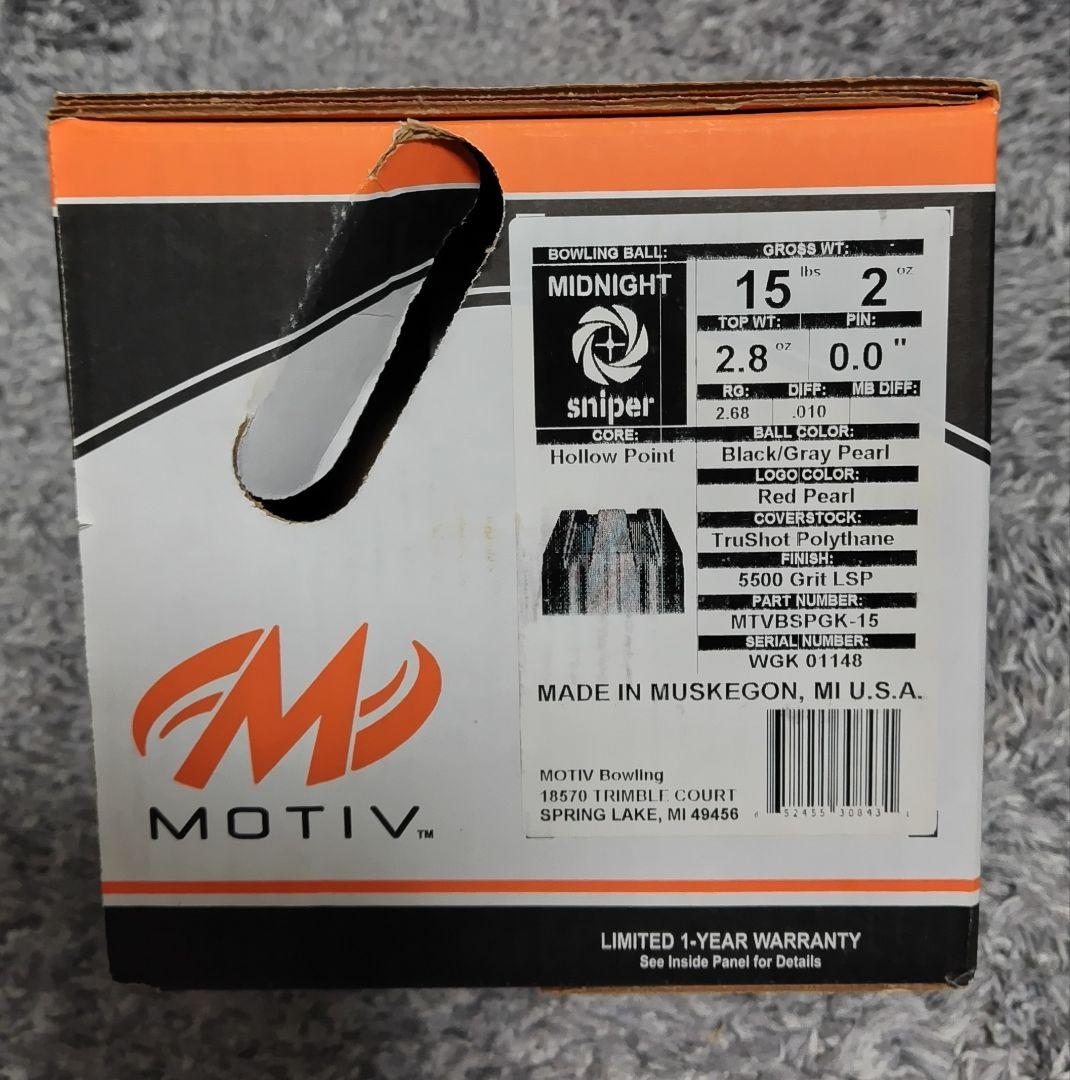 BOWLING BALL:
MIDNIGHT
sniper
CORE:
Hollow Point
GROSS WT:
15 lbs 2 oz
TOP WT: PIN:
2.8 oz 0.0"
RG: DIFF: MB DIFF:
2.68 .010
BALL COLOR:
Black/Gray Pearl
LOGO COLOR:
Red Pearl
COVERSTOCK:
TruShot Polythane
FINISH:
5500 Grit LSP
PART NUMBER:
MTVBSPGK-15
SERIAL NUMBER:
WGK 01148
MADE IN MUSKEGON, MI U.S.A.
MOTIV Bowling
18570 TRIMBLE COURT
SPRING LAKE, MI 49456
52455 30843
MOTIV™
LIMITED 1-YEAR WARRANTY
See Inside Panel for Details